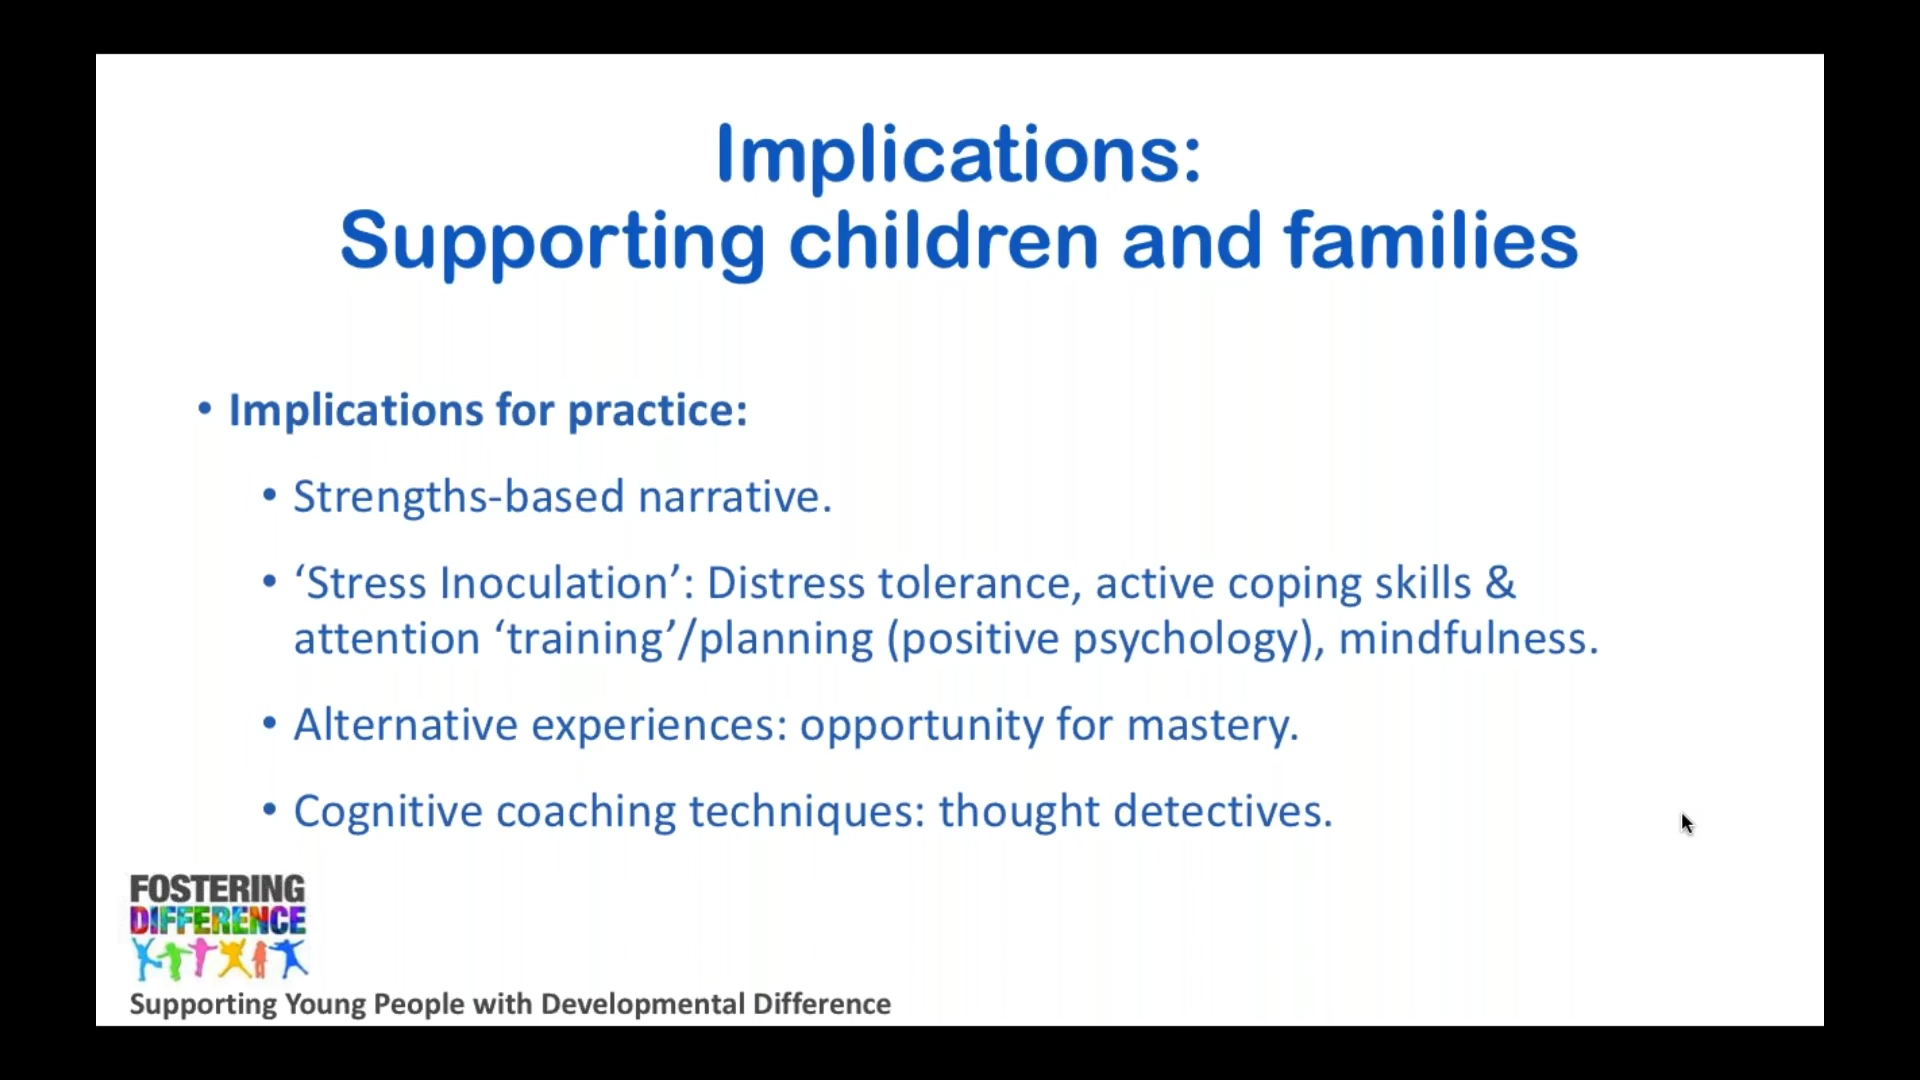 Implications:
Supporting children and families
• Implications for practice:
• Strengths-based narrative.
• ‘Stress Inoculation’: Distress tolerance, active coping skills &
attention ‘training’/planning (positive psychology), mindfulness.
• Alternative experiences: opportunity for mastery.
• Cognitive coaching techniques: thought detectives.
FOSTERING
DIFFERENCE
Supporting Young People with Developmental Difference